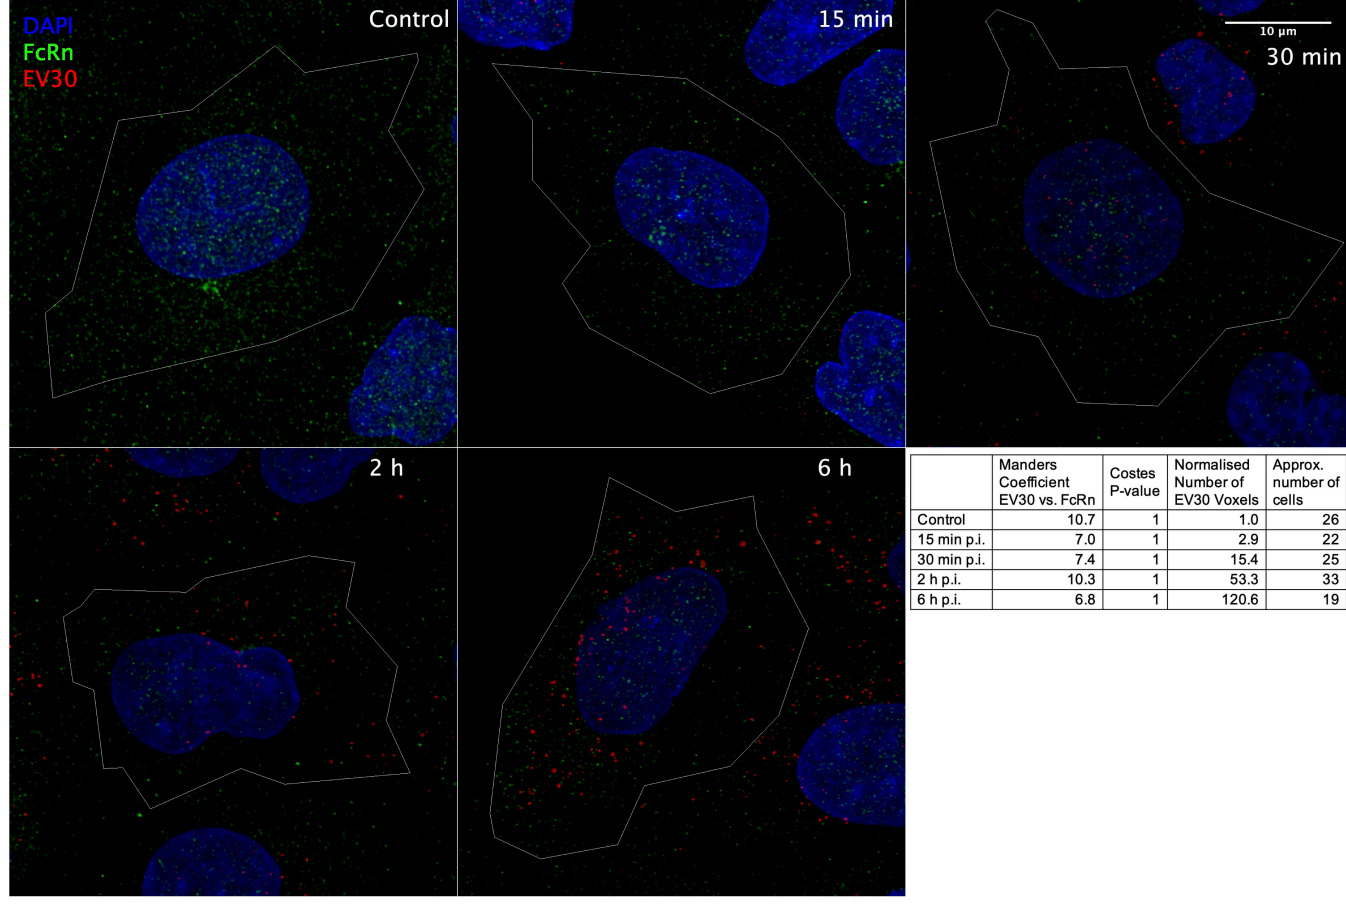 DAPI
FcRn
EV30
Control
15 min
10 µm
30 min
2 h
6 h
Manders Coefficient EV30 vs. FcRn Costes P-value Normalised Number of EV30 Voxels Approx. number of cells
Control 10.7 1 1.0 26
15 min p.i. 7.0 1 2.9 22
30 min p.i. 7.4 1 15.4 25
2 h p.i. 10.3 1 53.3 33
6 h p.i. 6.8 1 120.6 19